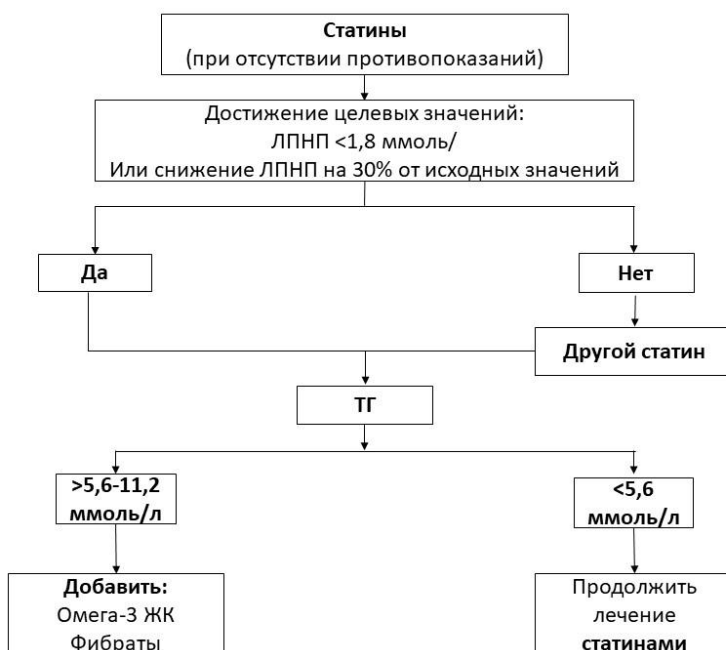 Статины
(при отсутствии противопоказаний)
Достижение целевых значений:
ЛПНП <1,8 ммоль/
Или снижение ЛПНП на 30% от исходных значений
Да
Нет
Другой статин
ТГ
>5,6-11,2
ммоль/л
<5,6
ммоль/л
Добавить:
Омега-3 ЖК
Фибраты
Продолжить
лечение
статинами